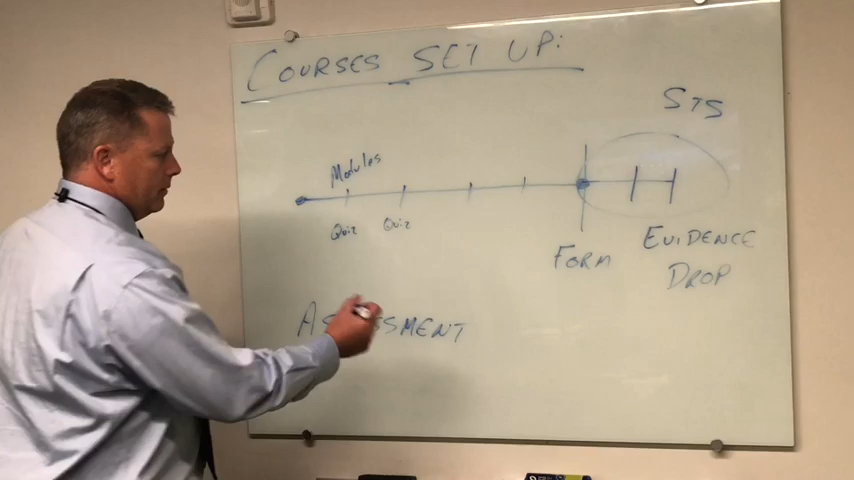 COURSES SET UP:
STS
Modules
Quiz Quiz
FORM
EVIDENCE
DROP
ASSESSMENT